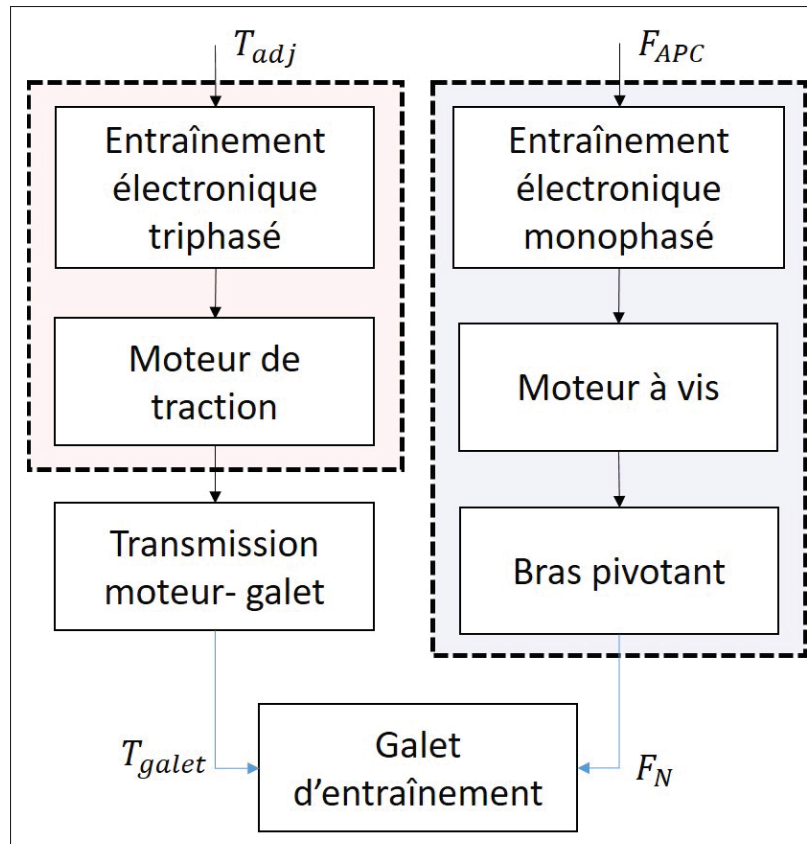 T_adj
F_APC
Entraînement
électronique
triphasé
Entraînement
électronique
monophasé
Moteur de
traction
Moteur à vis
Transmission
moteur- galet
Bras pivotant
T_galet
Galet
d'entraînement
F_N